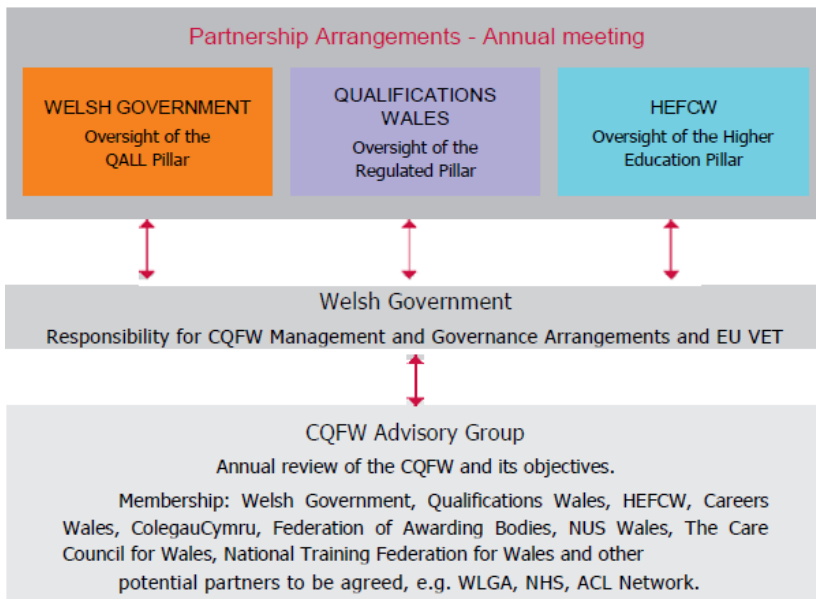 Partnership Arrangements - Annual meeting
WELSH GOVERNMENT
Oversight of the
QALL Pillar
QUALIFICATIONS
WALES
Oversight of the
Regulated Pillar
HEFCW
Oversight of the Higher
Education Pillar
Welsh Government
Responsibility for CQFW Management and Governance Arrangements and EU VET
CQFW Advisory Group
Annual review of the CQFW and its objectives.
Membership: Welsh Government, Qualifications Wales, HEFCW, Careers
Wales, ColegauCymru, Federation of Awarding Bodies, NUS Wales, The Care
Council for Wales, National Training Federation for Wales and other
potential partners to be agreed, e.g. WLGA, NHS, ACL Network.